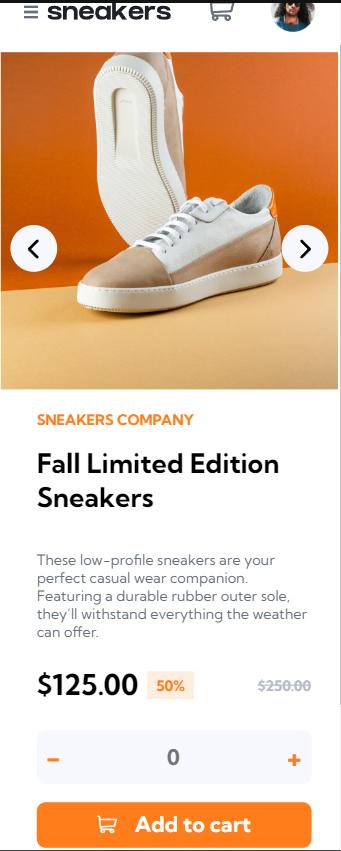 sneakers
SNEAKERS COMPANY
Fall Limited Edition
Sneakers
These low-profile sneakers are your
perfect casual wear companion.
Featuring a durable rubber outer sole,
they'll withstand everything the weather
can offer.
$125.00 50% $250.00
- 0 +
Add to cart